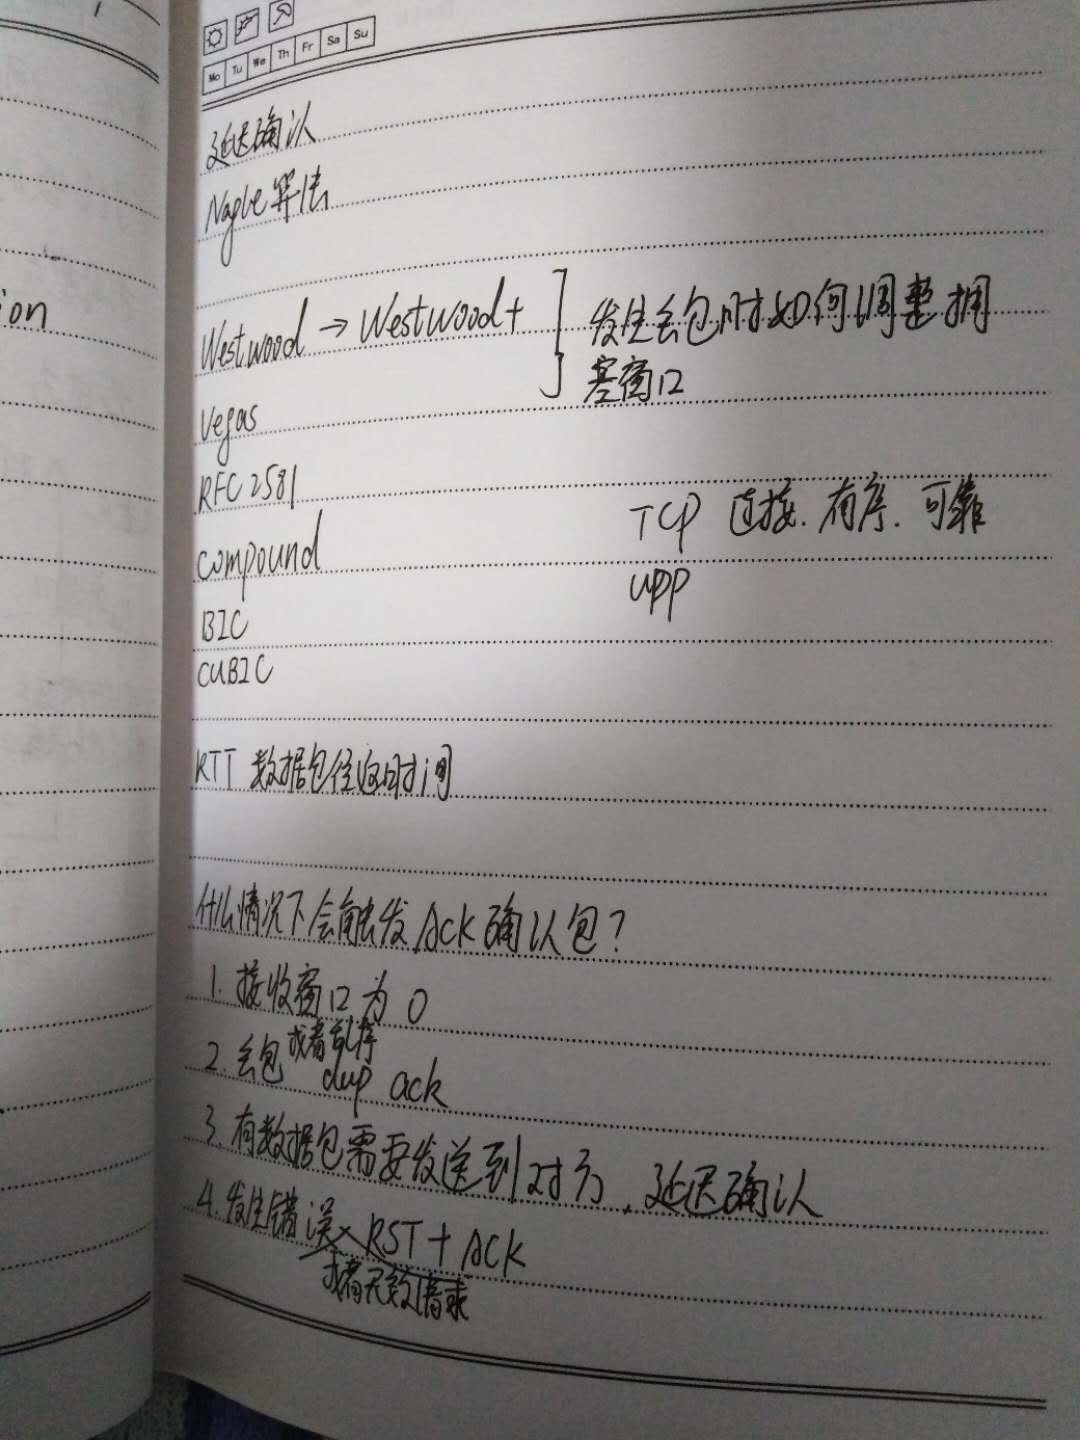 Mo Tu We Th Fr Sa Su
延迟确认
Nagle算法
ion
Westwood → Westwood+
发生丢包时如何调整拥
塞窗口
Vegas
RFC 2581
TCP 连接. 有序. 可靠
compound
UDP
BIC
CUBIC
RTT 数据包往返时间
什么情况下会触发 Ack 确认包?
1. 接收窗口为 0
2. 丢包或者乱序
dup ack
3. 有数据包需要发送到对方, 延迟确认
4. 发生错误 RST + ACK
或者无效请求